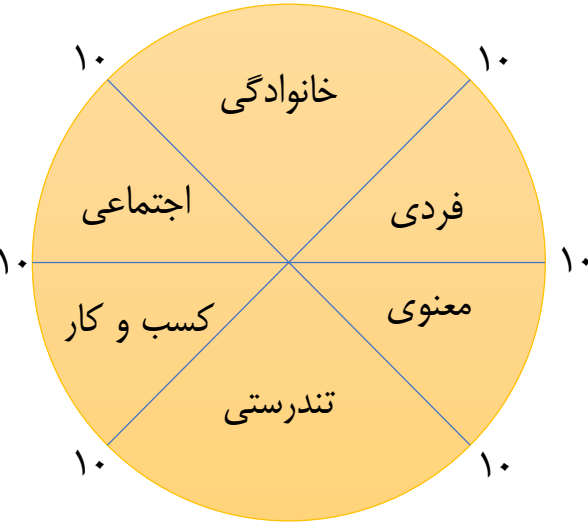 ۱۰
۱۰
خانوادگی
فردی
اجتماعی
۱۰
۱۰
معنوی
کسب و کار
تندرستی
۱۰
۱۰